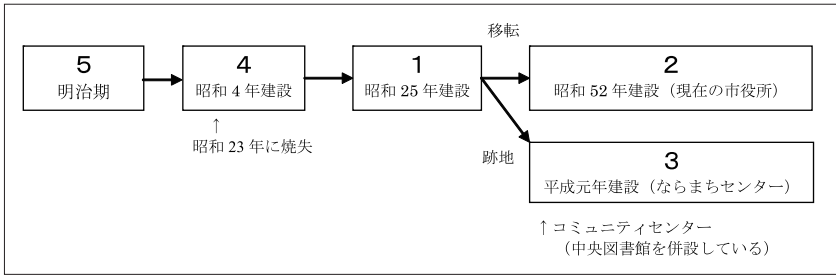 5
明治期
4
昭和 4 年建設
↑
昭和 23 年に焼失
1
昭和 25 年建設
移転
2
昭和 52 年建設（現在の市役所）
跡地
3
平成元年建設（ならまちセンター）
↑コミュニティセンター
（中央図書館を併設している）